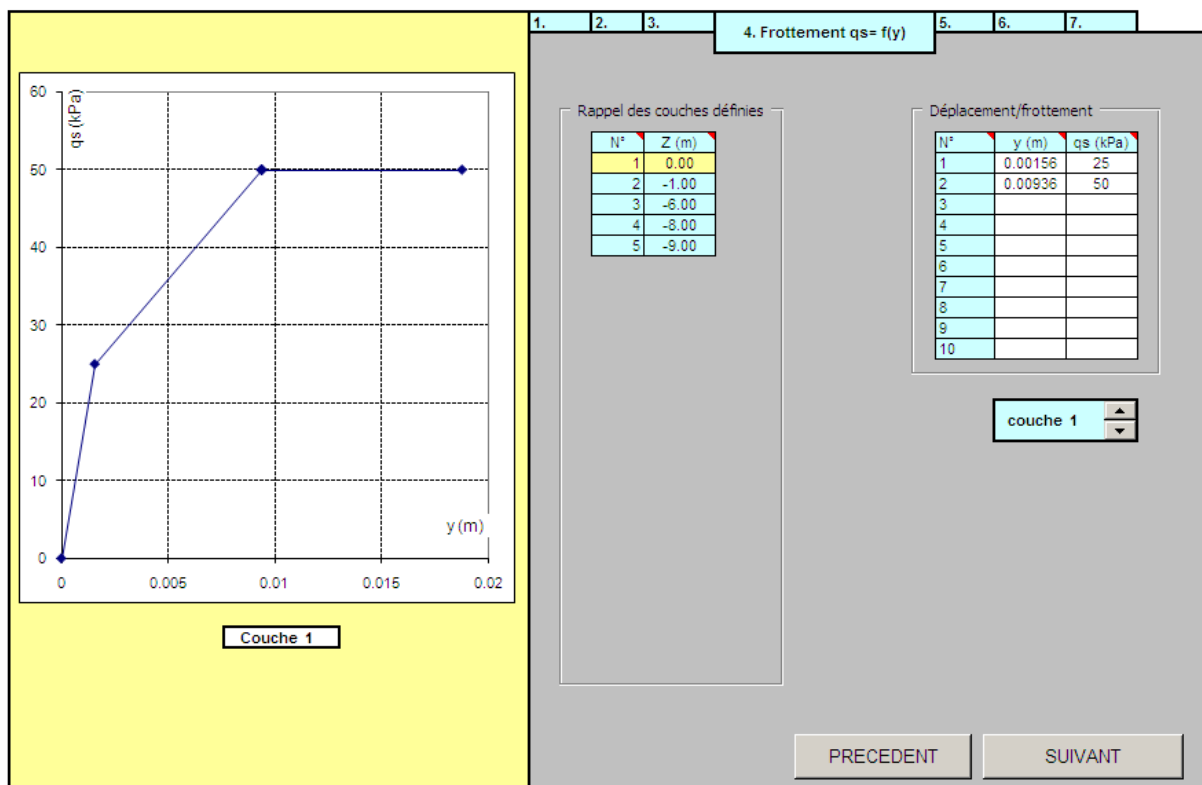 1. 2. 3. 4. Frottement qs= f(y) 5. 6. 7.
qs (kPa)
60
50
40
30
20
10
0
y (m)
0 0.005 0.01 0.015 0.02
Couche 1
Rappel des couches définies
N° Z (m)
1 0.00
2 -1.00
3 -6.00
4 -8.00
5 -9.00
Déplacement/frottement
N° y (m) qs (kPa)
1 0.00156 25
2 0.00936 50
3
4
5
6
7
8
9
10
couche 1
PRECEDENT SUIVANT